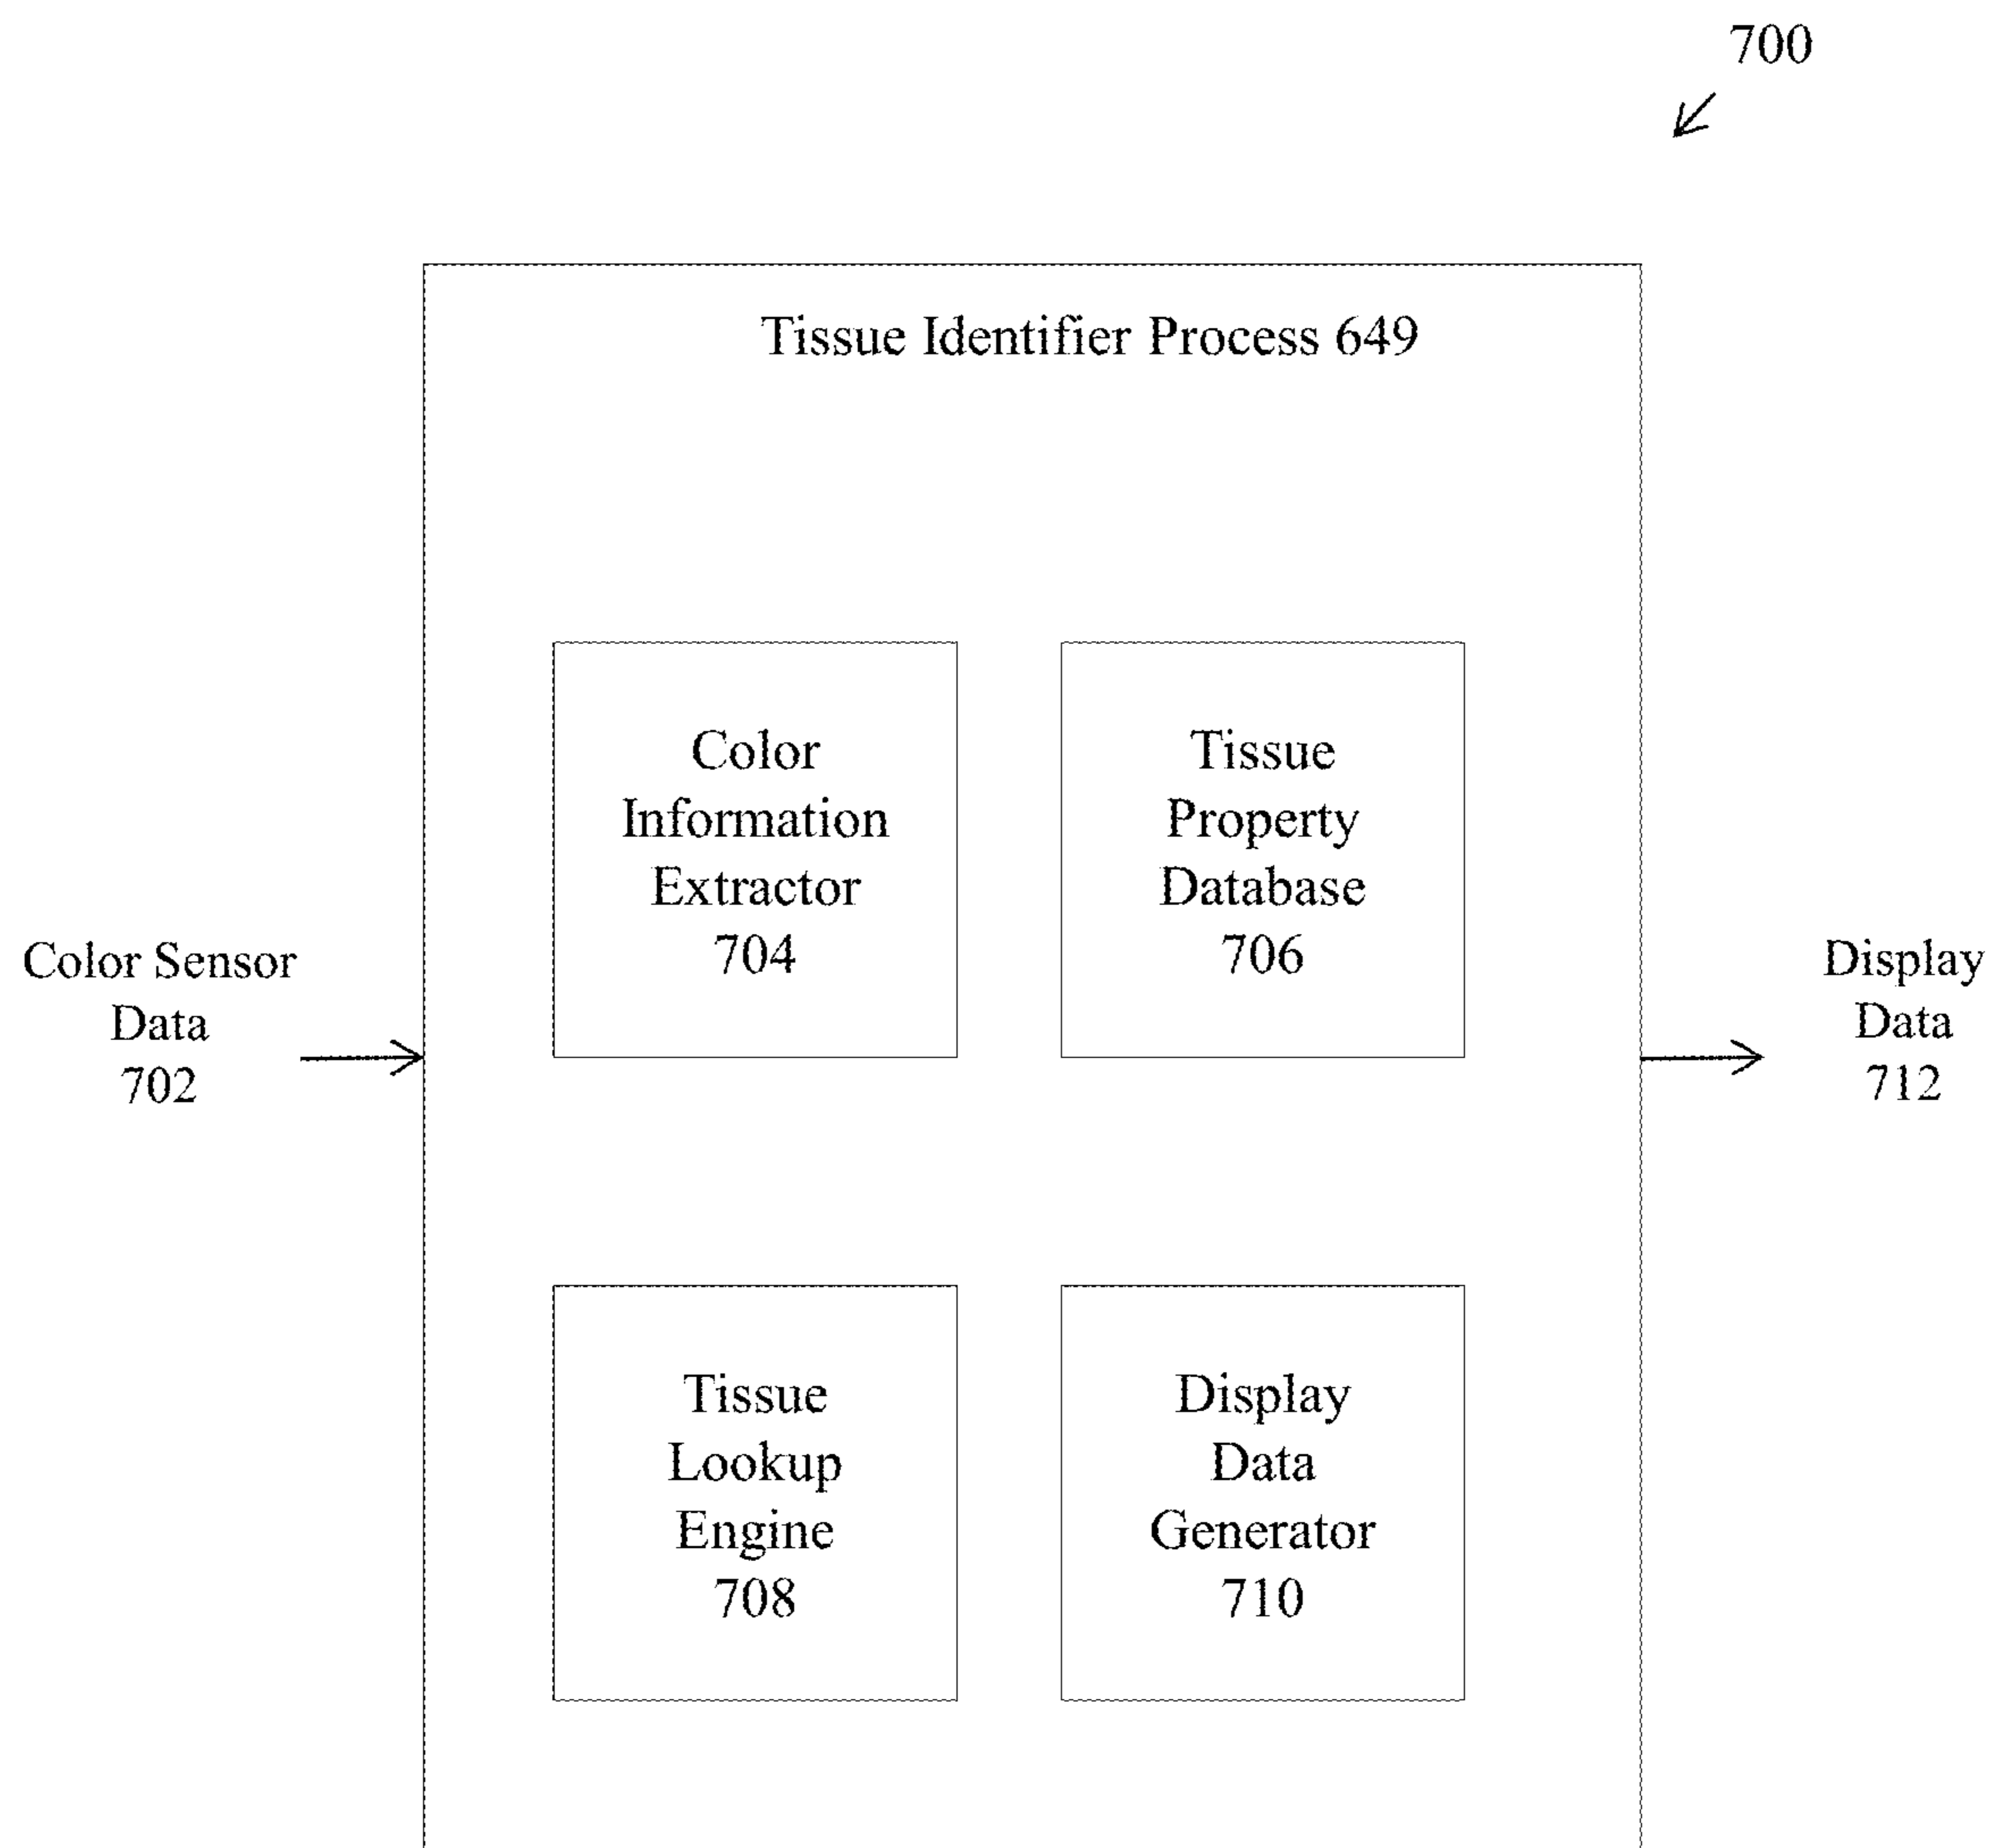 700
Tissue Identifier Process 649
Color
Information
Extractor
704
Tissue
Property
Database
706
Color Sensor
Data
702
Display
Data
712
Tissue
Lookup
Engine
708
Display
Data
Generator
710